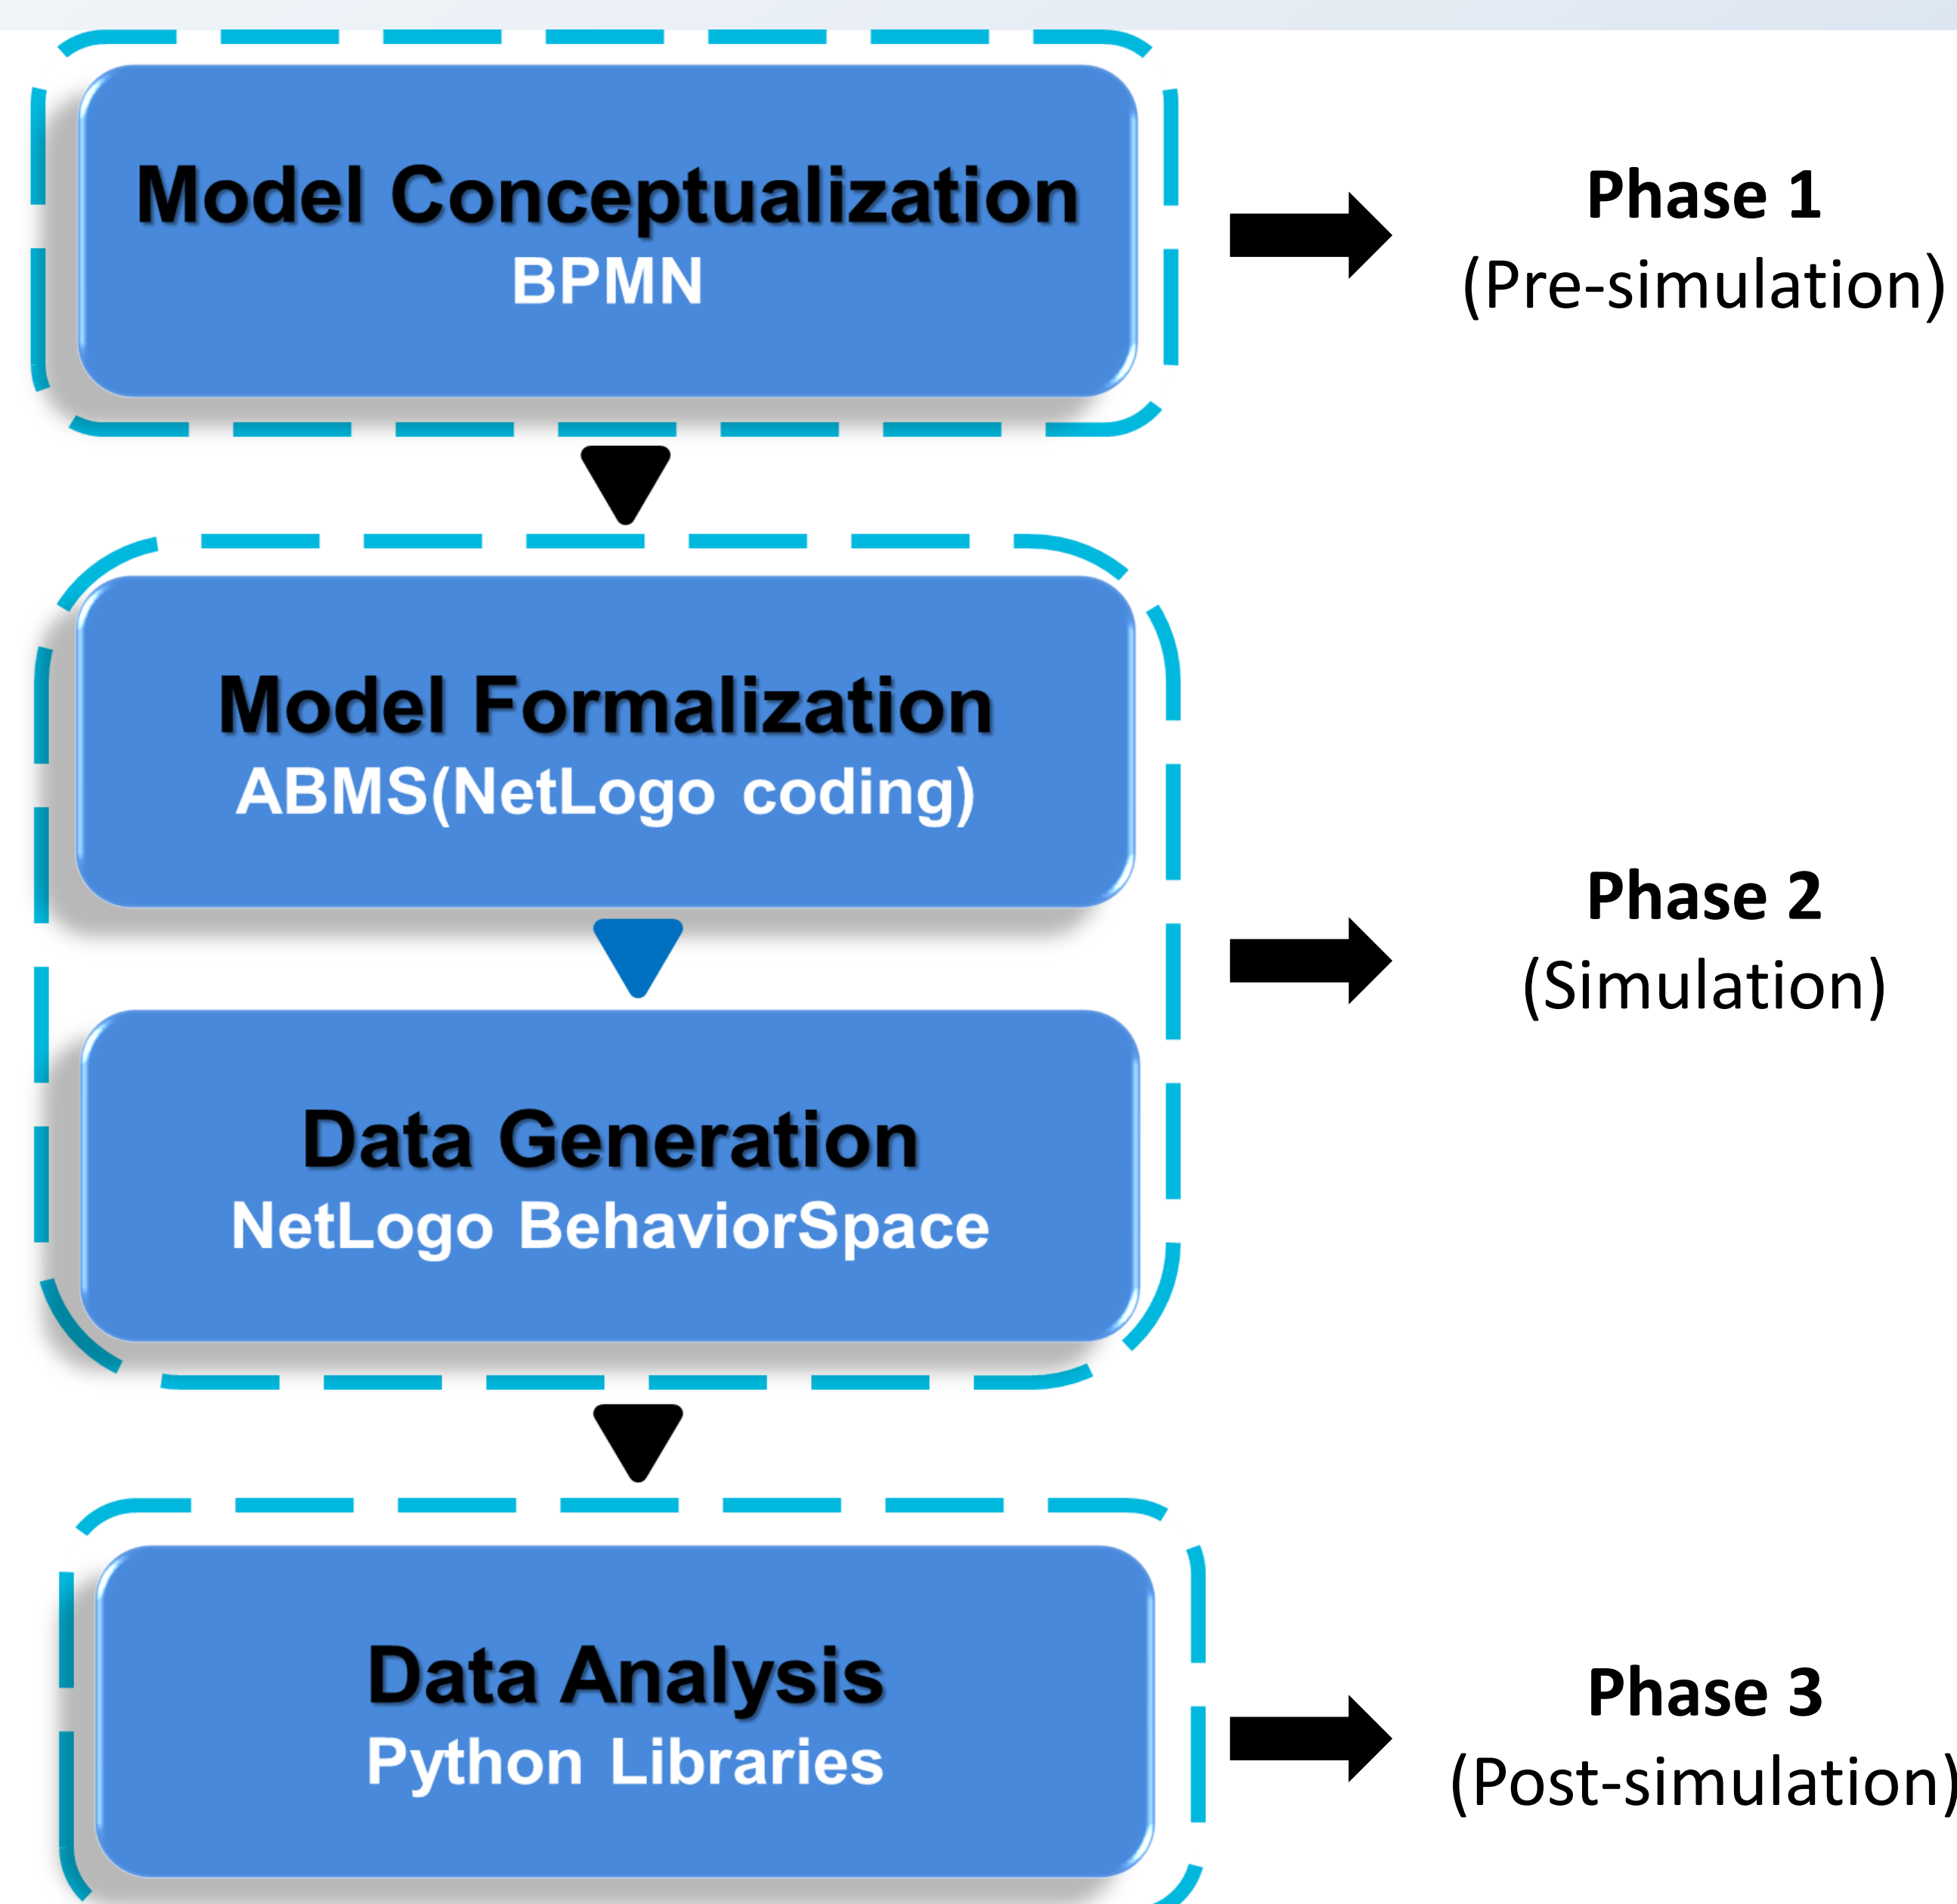 Model Conceptualization
BPMN
Phase 1
(Pre-simulation)
Model Formalization
ABMS(NetLogo coding)
Phase 2
(Simulation)
Data Generation
NetLogo BehaviorSpace
Data Analysis
Python Libraries
Phase 3
(Post-simulation)